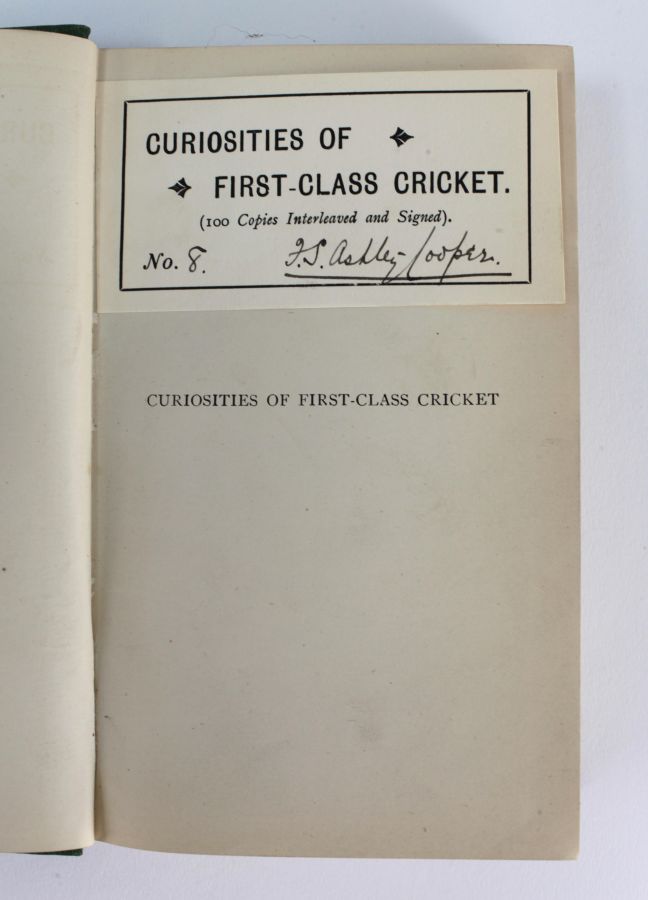 CURIOSITIES OF
FIRST-CLASS CRICKET.
(100 Copies Interleaved and Signed).
No. 8. F.S. Ashley-Cooper.
CURIOSITIES OF FIRST-CLASS CRICKET